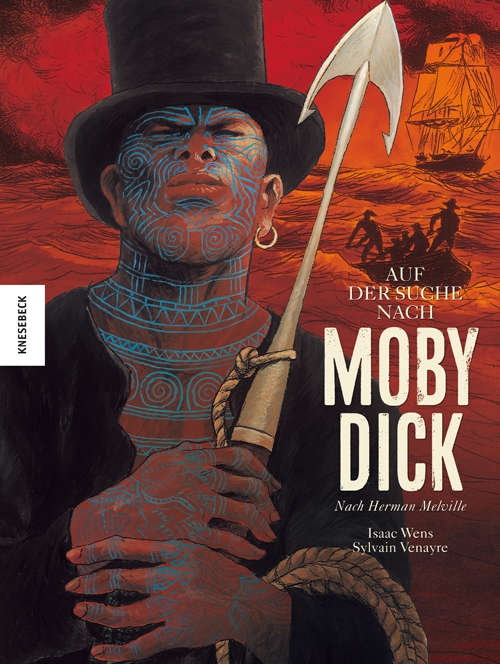 AUF
DER SUCHE
NACH
MOBY
DICK
Nach Herman Melville
Isaac Wens
Sylvain Venayre
KNESEBECK